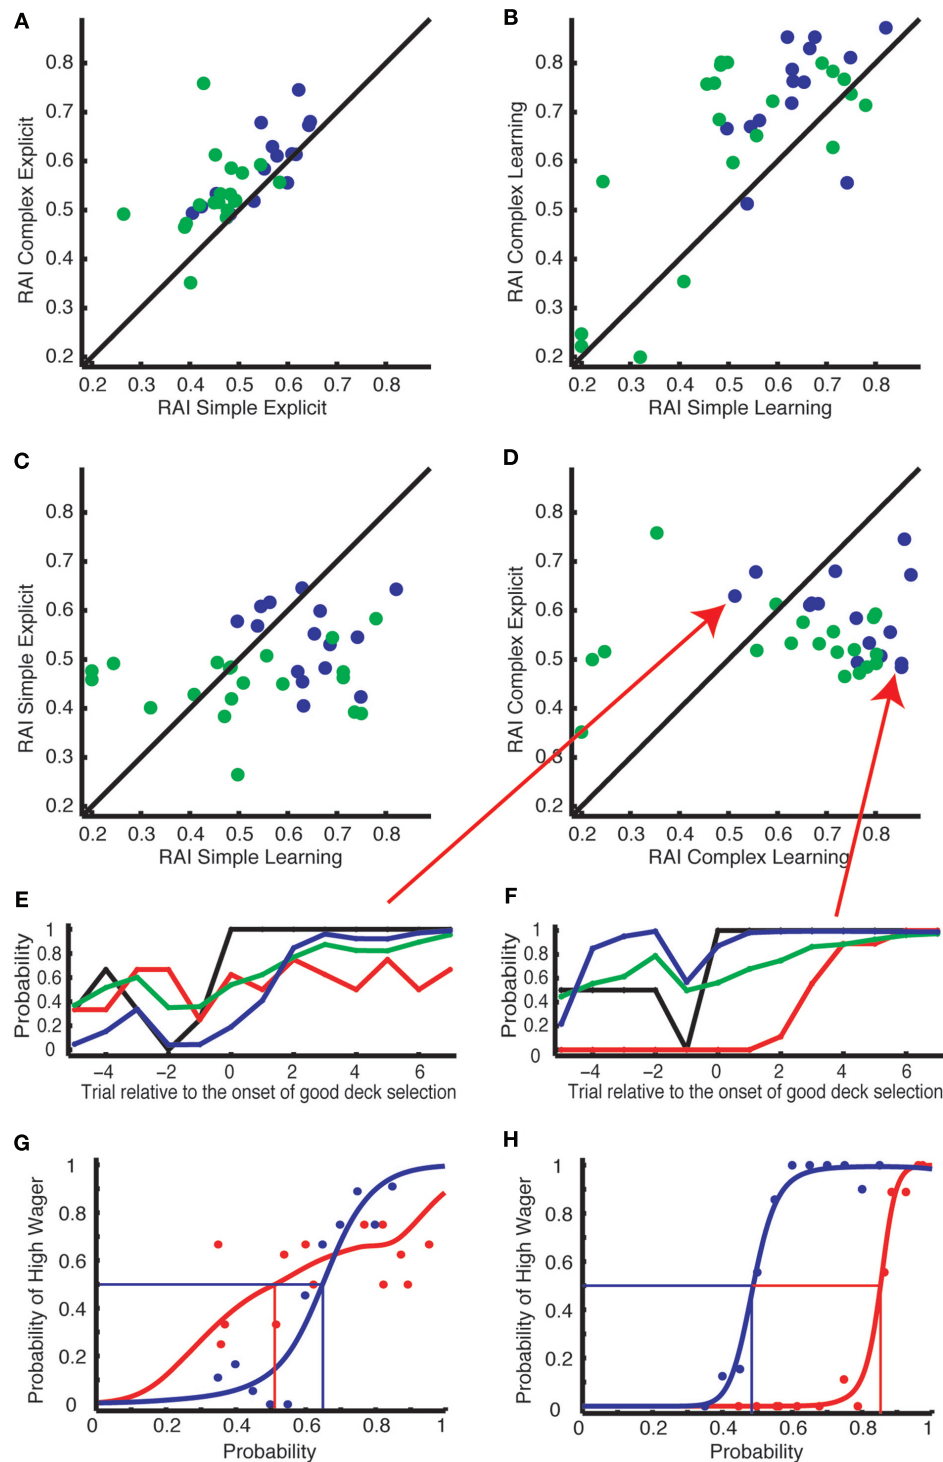 A
B
0.8
0.7
0.6
0.5
0.4
0.3
0.2
RAI Complex Explicit
0.2 0.3 0.4 0.5 0.6 0.7 0.8
RAI Simple Explicit
0.8
0.7
0.6
0.5
0.4
0.3
0.2
RAI Complex Learning
0.2 0.3 0.4 0.5 0.6 0.7 0.8
RAI Simple Learning
C
D
0.8
0.7
0.6
0.5
0.4
0.3
0.2
RAI Simple Explicit
0.2 0.3 0.4 0.5 0.6 0.7 0.8
RAI Simple Learning
0.8
0.7
0.6
0.5
0.4
0.3
0.2
RAI Complex Explicit
0.2 0.3 0.4 0.5 0.6 0.7 0.8
RAI Complex Learning
E
F
1
0.8
0.6
0.4
0.2
0
Probability
−4 −2 0 2 4 6
Trial relative to the onset of good deck selection
1
0.8
0.6
0.4
0.2
0
Probability
−4 −2 0 2 4 6
Trial relative to the onset of good deck selection
G
H
1
0.8
0.6
0.4
0.2
0
Probability of High Wager
0 0.2 0.4 0.6 0.8 1
Probability
1
0.8
0.6
0.4
0.2
0
Probability of High Wager
0 0.2 0.4 0.6 0.8 1
Probability